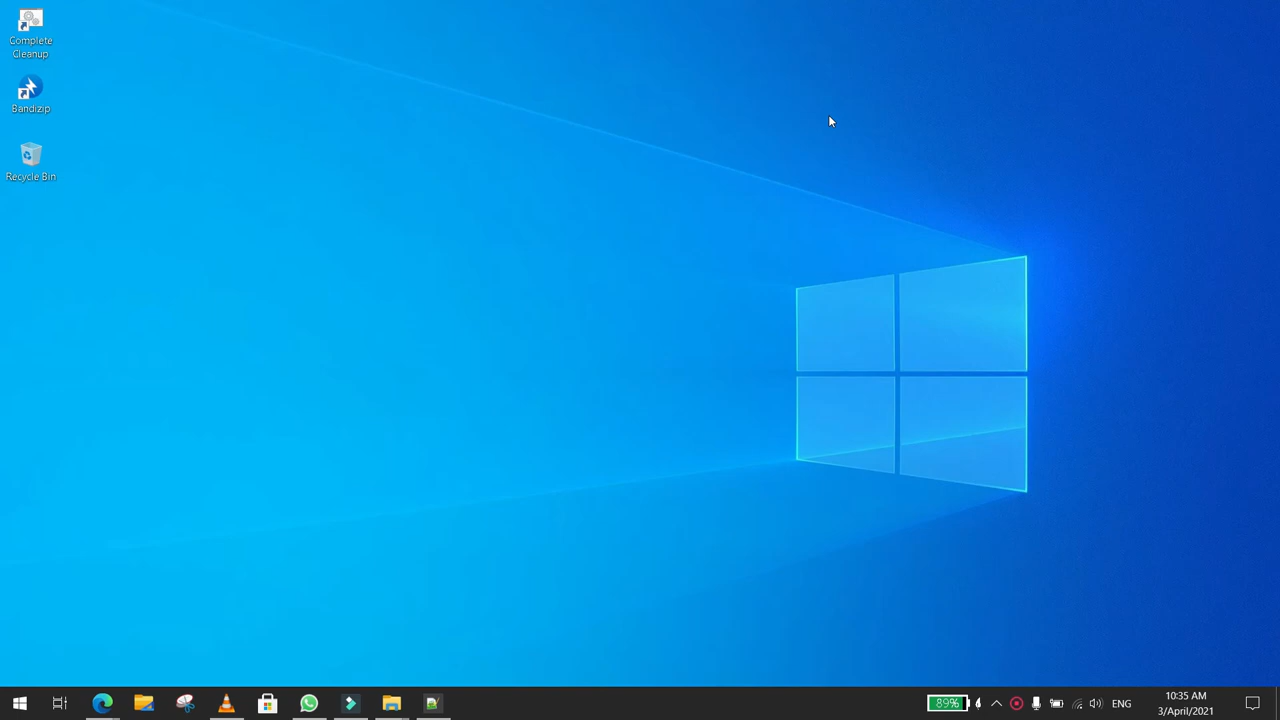 Complete
Cleanup
Bandizip
Recycle Bin
89%
ENG
10:35 AM
3/April/2021